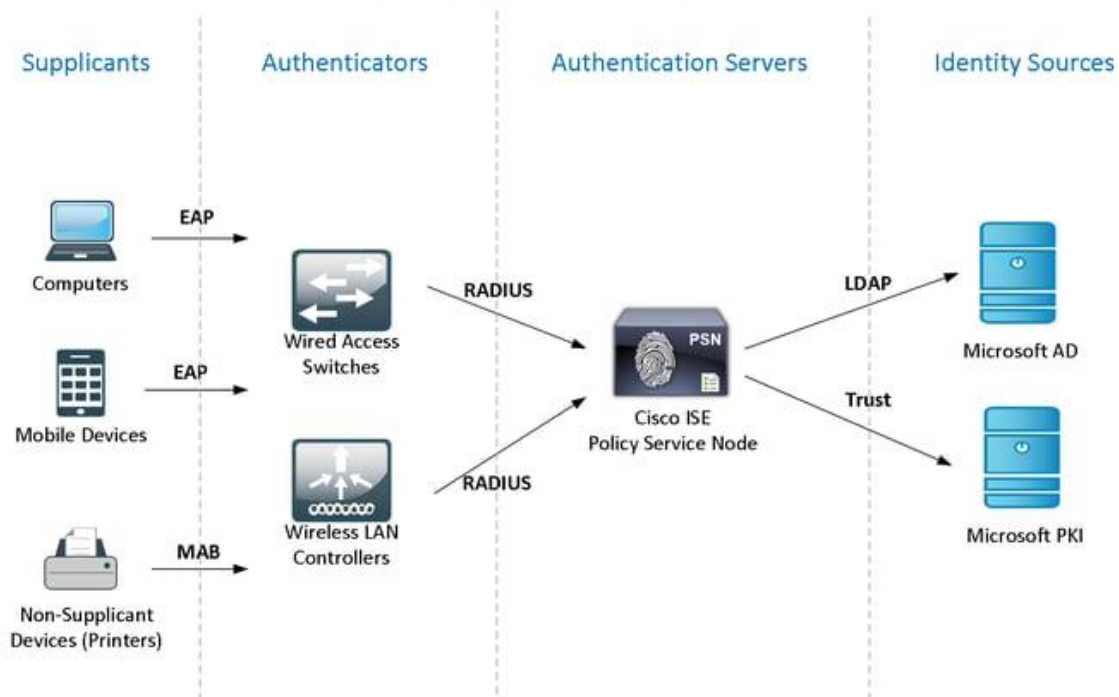 Supplicants
Authenticators
Authentication Servers
Identity Sources
EAP
Computers
EAP
Mobile Devices
MAB
Non-Supplicant
Devices (Printers)
Wired Access
Switches
Wireless LAN
Controllers
RADIUS
RADIUS
PSN
Cisco ISE
Policy Service Node
LDAP
Microsoft AD
Trust
Microsoft PKI